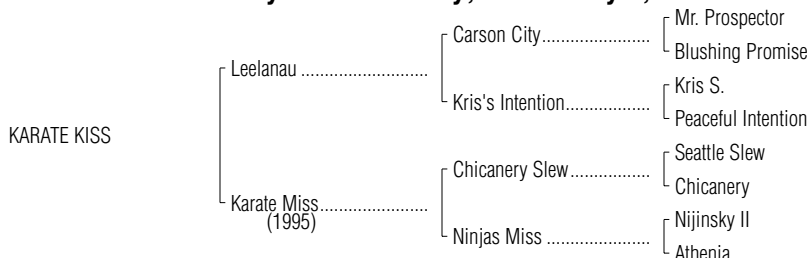 Mr. Prospector
Carson City
Blushing Promise
Leelanau
Kris S.
Kris's Intention
Peaceful Intention
KARATE KISS
Seattle Slew
Chicanery Slew
Chicanery
Karate Miss
(1995)
Nijinsky II
Ninjas Miss
Athenia